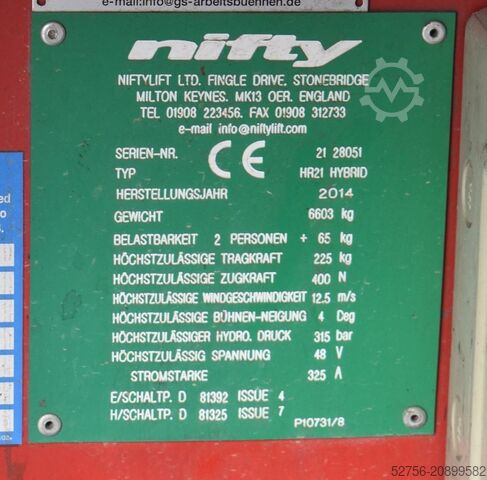 e-mail:info@gs-arbeitsbuehnen.de
nifty
NIFTYLIFT LTD. FINGLE DRIVE, STONEBRIDGE
MILTON KEYNES. MK13 OER. ENGLAND
TEL 01908 223456. FAX 01908 312733
e-mail info@niftylift.com
CE
SERIEN-NR. 21 28051
TYP HR21 HYBRID
HERSTELLUNGSJAHR 2014
GEWICHT 6603 kg
BELASTBARKEIT 2 PERSONEN + 65 kg
HÖCHSTZULÄSSIGE TRAGKRAFT 225 kg
HÖCHSTZULÄSSIGE ZUGKRAFT 400 N
HÖCHSTZULÄSSIGE WINDGESCHWINDIGKEIT 12.5 m/s
HÖCHSTZULÄSSIGE BÜHNEN-NEIGUNG 4 Deg
HÖCHSTZULÄSSIGER HYDRO. DRUCK 315 bar
HÖCHSTZULÄSSIG SPANNUNG 48 V
STROMSTARKE 325 A
E/SCHALTP. D 81392 ISSUE 4
H/SCHALTP. D 81325 ISSUE 7
P10731/8
52756-20899582